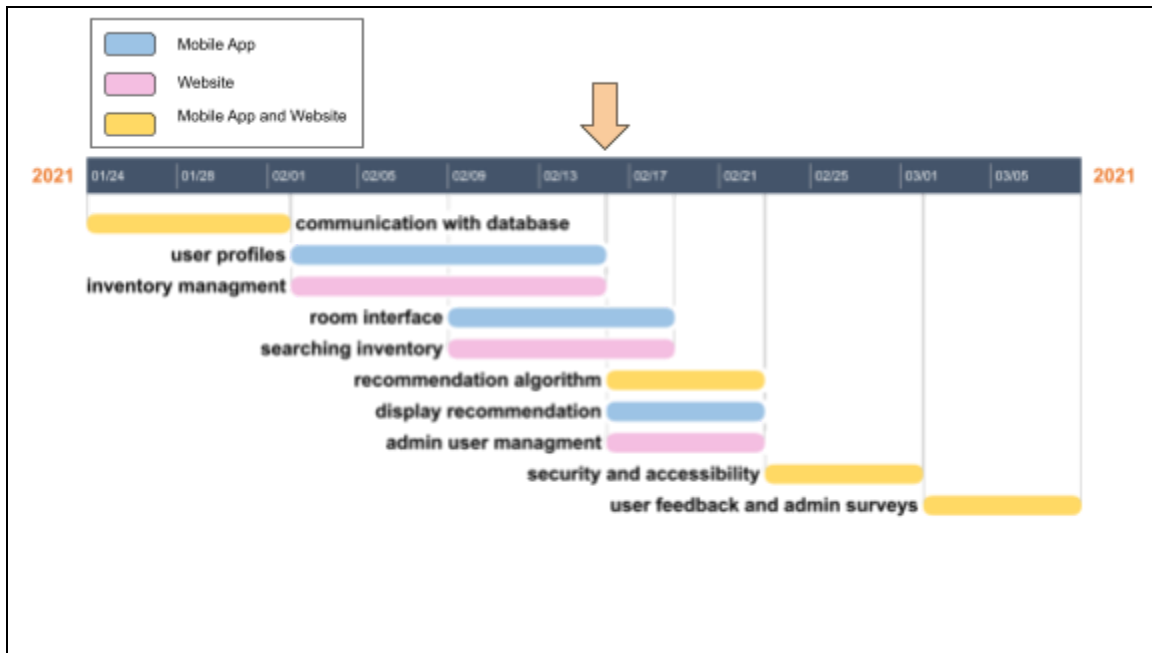 Mobile App
Website
Mobile App and Website
2021 01/24 01/28 02/01 02/05 02/09 02/13 02/17 02/21 02/25 03/01 03/05 2021
communication with database
user profiles
inventory managment
room interface
searching inventory
recommendation algorithm
display recommendation
admin user managment
security and accessibility
user feedback and admin surveys